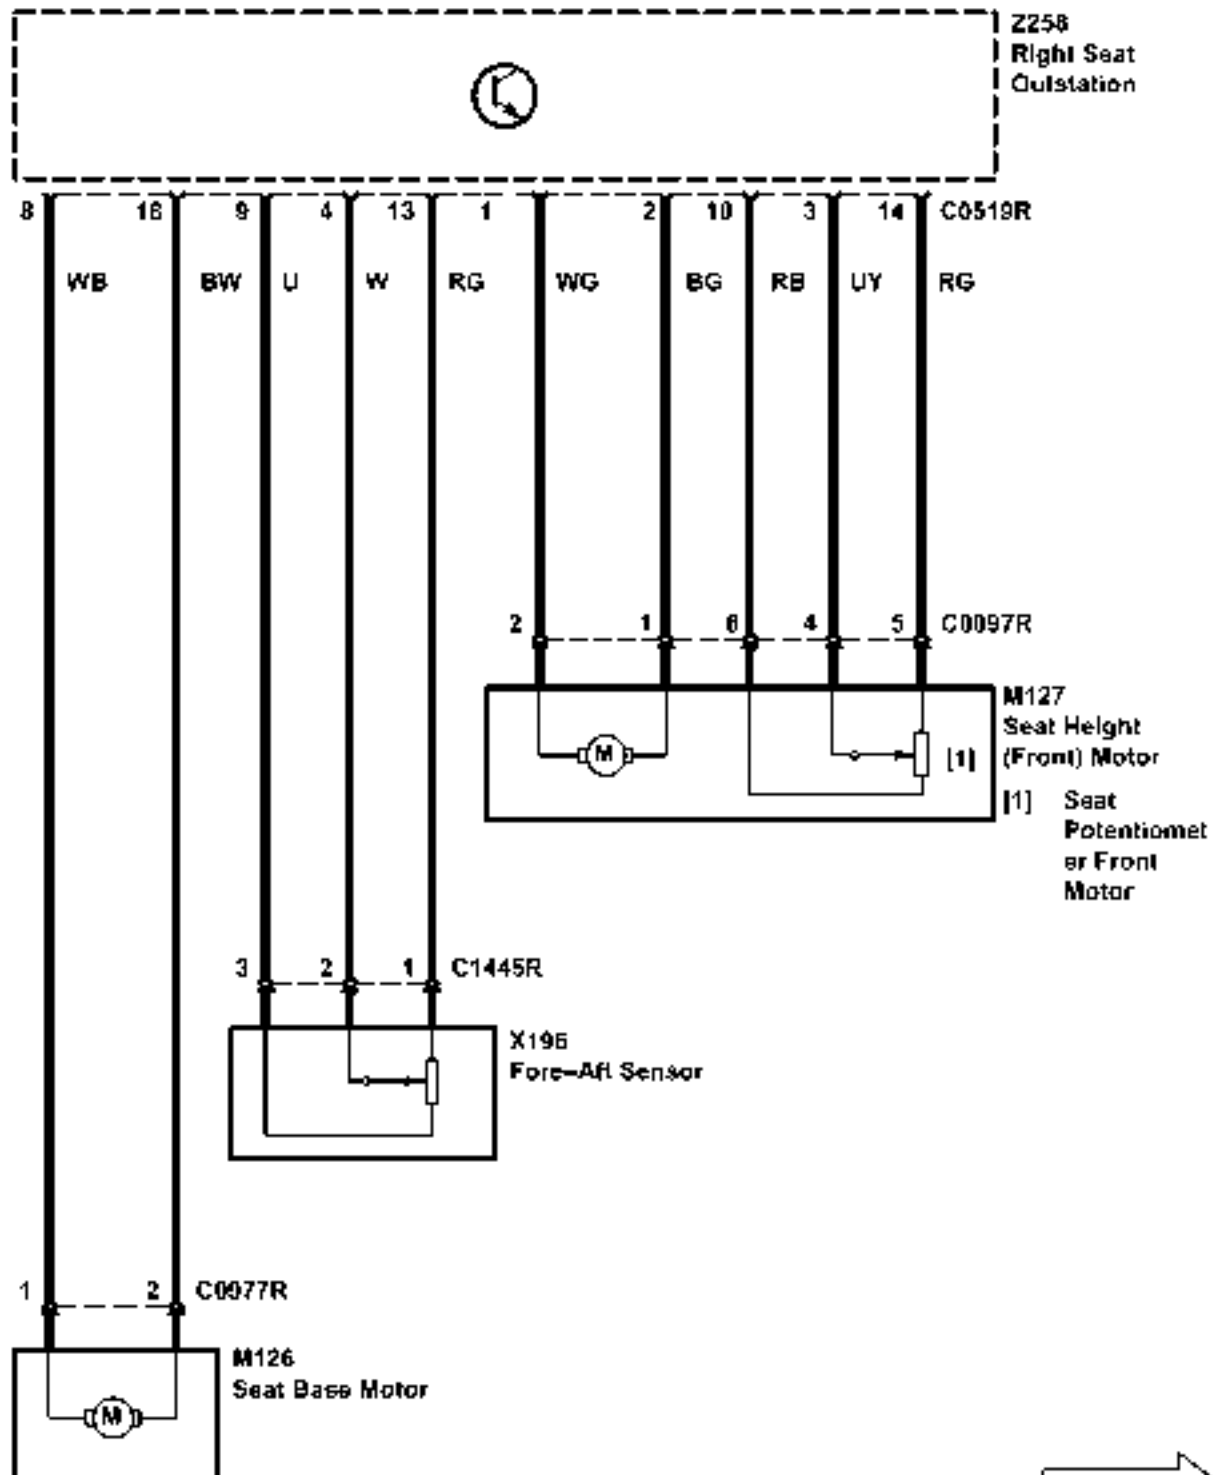 Z258
Right Seat
Outstation
8 16 9 4 13 1 2 10 3 14 C0519R
WB BW U W RG WG BG RB UY RG
2 1 6 4 5 C0097R
M127
Seat Height
(Front) Motor
M [1]
[1] Seat
Potentiomet
er Front
Motor
3 2 1 C1445R
X196
Fore-Aft Sensor
1 2 C0977R
M126
Seat Base Motor
M